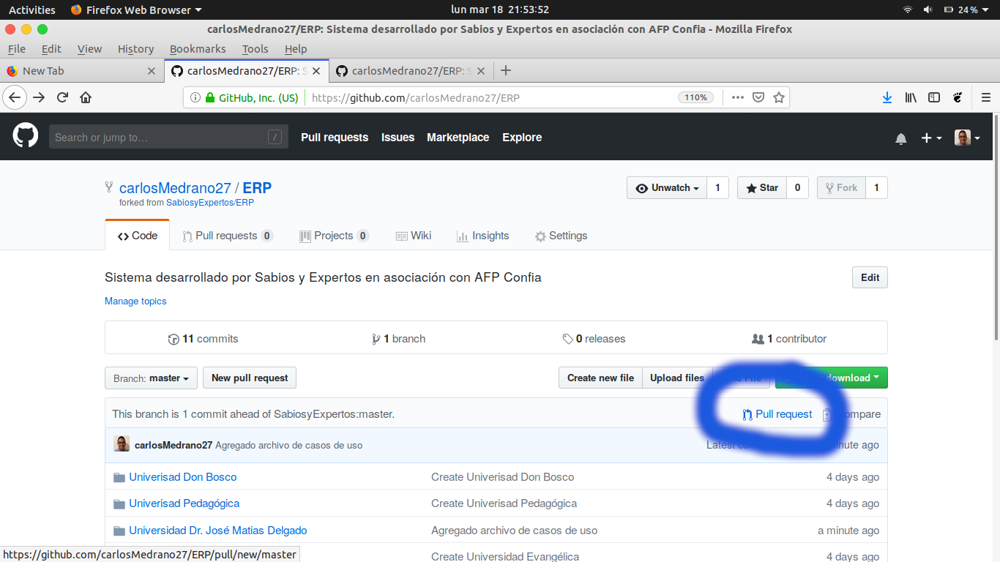 Activities Firefox Web Browser lun mar 18 21:53:52 24%
carlosMedrano27/ERP: Sistema desarrollado por Sabios y Expertos en asociación con AFP Confia - Mozilla Firefox
File Edit View History Bookmarks Tools Help
New Tab carlosMedrano27/ERP: S carlosMedrano27/ERP: S
GitHub, Inc. (US) https://github.com/carlosMedrano27/ERP 110%
Search or jump to… / Pull requests Issues Marketplace Explore
carlosMedrano27 / ERP Unwatch 1 Star 0 Fork 1
forked from SabiosyExpertos/ERP
Code Pull requests 0 Projects 0 Wiki Insights Settings
Sistema desarrollado por Sabios y Expertos en asociación con AFP Confia Edit
Manage topics
11 commits 1 branch 0 releases 1 contributor
Branch: master New pull request Create new file Upload files download
This branch is 1 commit ahead of SabiosyExpertos:master. Pull request
carlosMedrano27 Agregado archivo de casos de uso Latest ago
Univerisad Don Bosco Create Univerisad Don Bosco 4 days ago
Univerisad Pedagógica Create Univerisad Pedagógica 4 days ago
Universidad Dr. José Matias Delgado Agregado archivo de casos de uso a minute ago
Create Universidad Evangélica 4 days ago
https://github.com/carlosMedrano27/ERP/pull/new/master